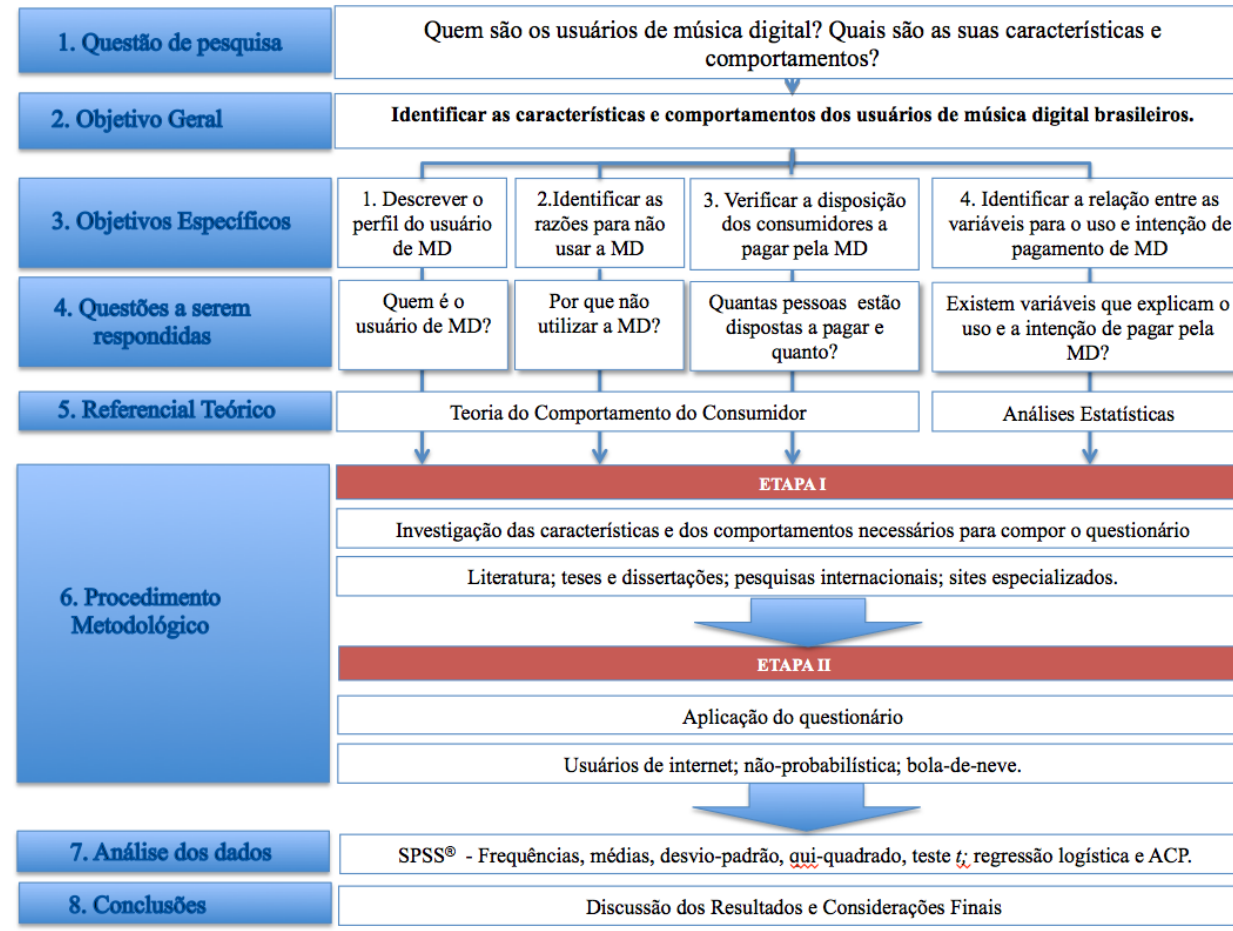 1. Questão de pesquisa
Quem são os usuários de música digital? Quais são as suas características e
comportamentos?
2. Objetivo Geral
Identificar as características e comportamentos dos usuários de música digital brasileiros.
3. Objetivos Específicos
1. Descrever o
perfil do usuário
de MD
2.Identificar as
razões para não
usar a MD
3. Verificar a disposição
dos consumidores a
pagar pela MD
4. Identificar a relação entre as
variáveis para o uso e intenção de
pagamento de MD
4. Questões a serem
respondidas
Quem é o
usuário de MD?
Por que não
utilizar a MD?
Quantas pessoas estão
dispostas a pagar e
quanto?
Existem variáveis que explicam o
uso e a intenção de pagar pela
MD?
5. Referencial Teórico
Teoria do Comportamento do Consumidor
Análises Estatísticas
6. Procedimento
Metodológico
ETAPA I
Investigação das características e dos comportamentos necessários para compor o questionário
Literatura; teses e dissertações; pesquisas internacionais; sites especializados.
ETAPA II
Aplicação do questionário
Usuários de internet; não-probabilística; bola-de-neve.
7. Análise dos dados
SPSS® - Frequências, médias, desvio-padrão, qui-quadrado, teste t; regressão logística e ACP.
8. Conclusões
Discussão dos Resultados e Considerações Finais